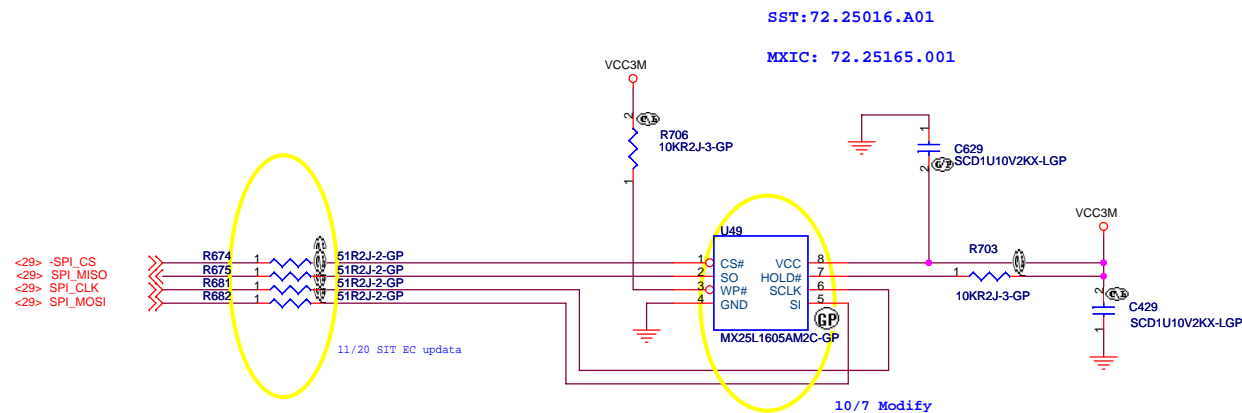 SST:72.25016.A01
MXIC: 72.25165.001
VCC3M
2
R706
10KR2J-3-GP
1
1
C629
SCD1U10V2KX-LGP
2
VCC3M
U49
R703
<29> -SPI_CS
R674
1
51R2J-2-GP
1
CS#
VCC
8
<29> SPI_MISO
R675
1
51R2J-2-GP
2
SO
HOLD#
7
1
10KR2J-3-GP
<29> SPI_CLK
R681
1
51R2J-2-GP
3
WP#
SCLK
6
<29> SPI_MOSI
R682
1
51R2J-2-GP
4
GND
SI
5
2
C429
SCD1U10V2KX-LGP
1
GP
MX25L1605AM2C-GP
11/20 SIT EC updata
10/7 Modify